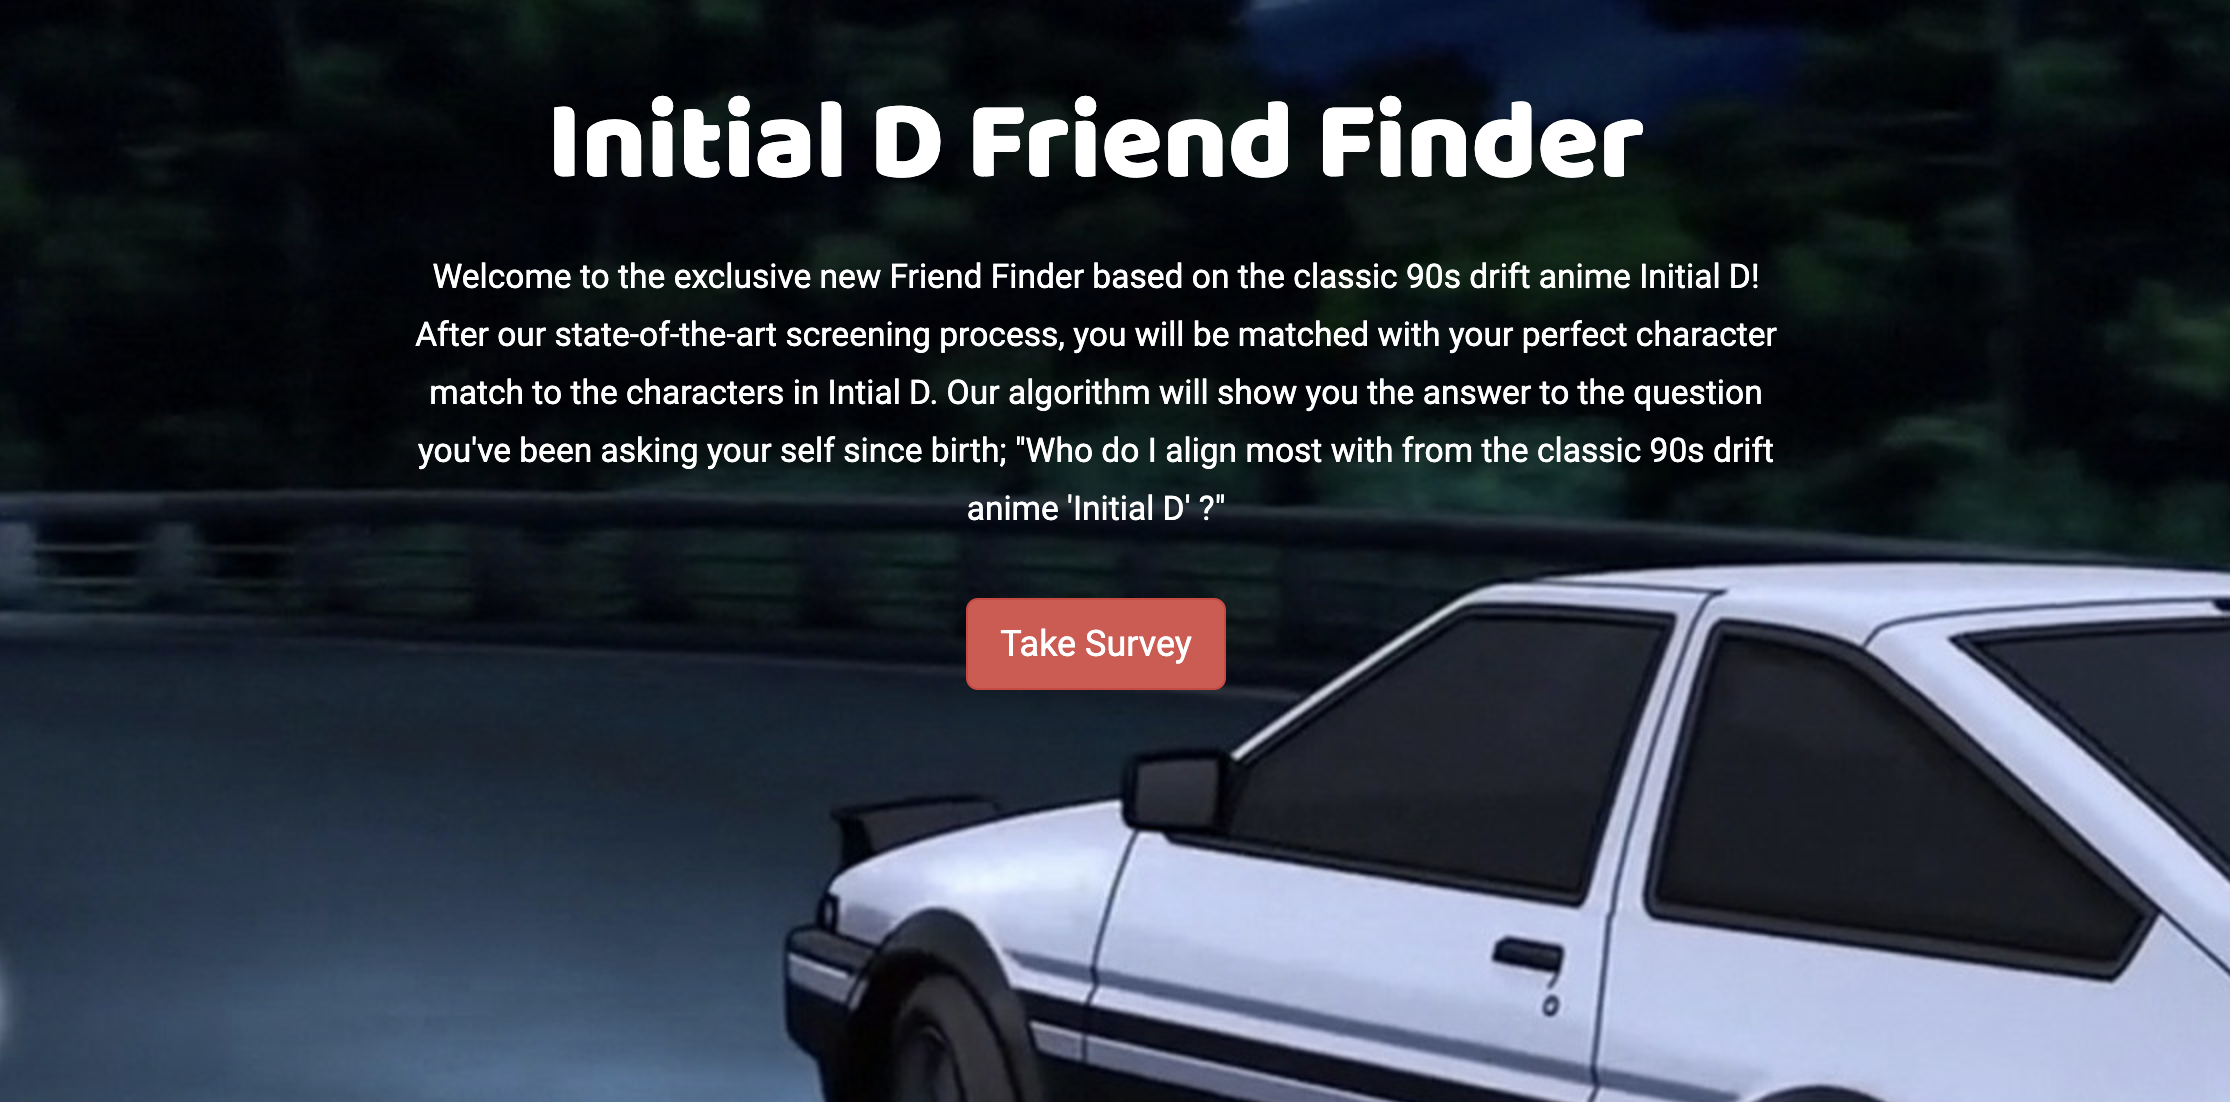 Initial D Friend Finder
Welcome to the exclusive new Friend Finder based on the classic 90s drift anime Initial D!
After our state-of-the-art screening process, you will be matched with your perfect character
match to the characters in Intial D. Our algorithm will show you the answer to the question
you've been asking your self since birth; "Who do I align most with from the classic 90s drift
anime 'Initial D' ?"
Take Survey